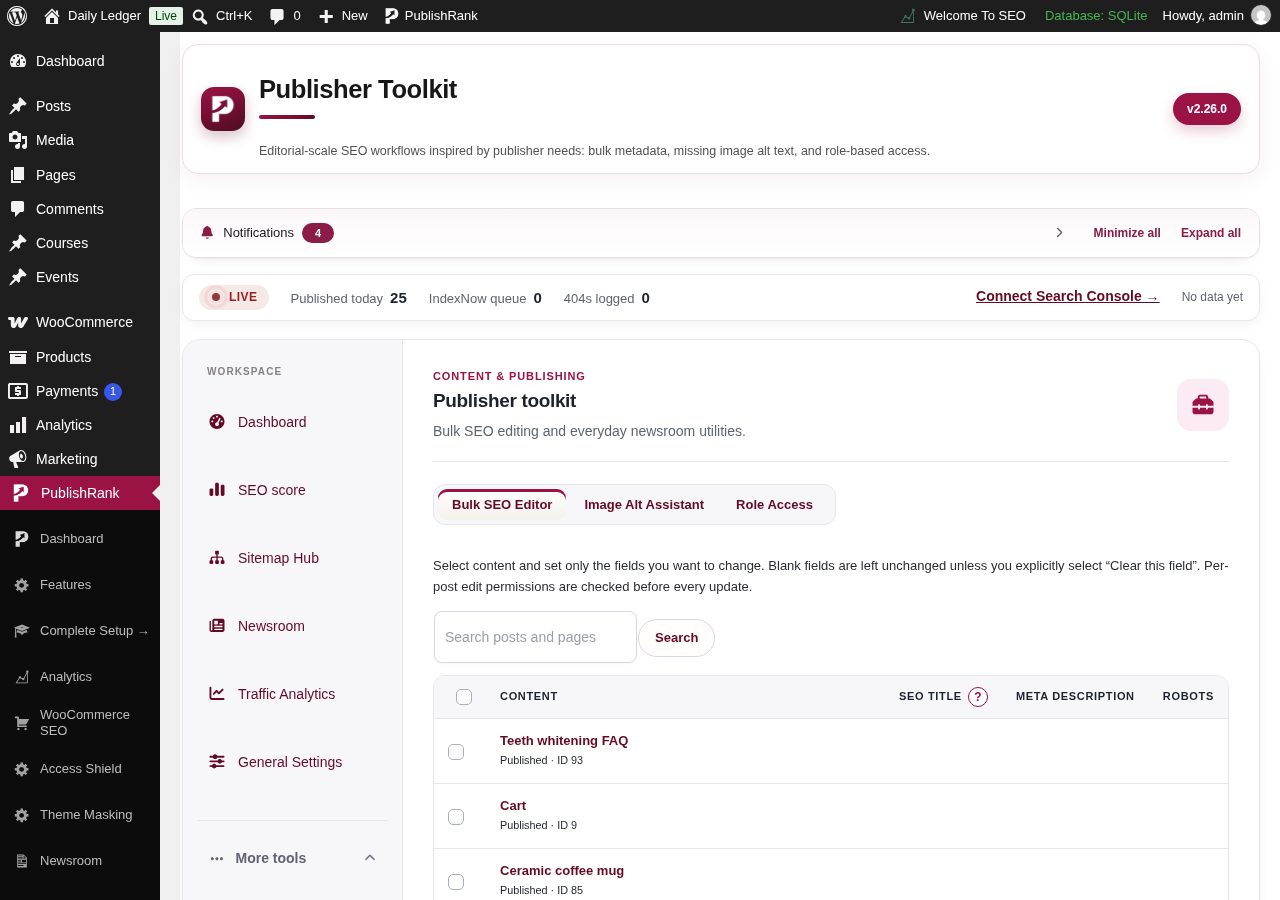 Daily Ledger Live Ctrl+K 0 New PublishRank Welcome To SEO Database: SQLite Howdy, admin
Dashboard
Posts
Media
Pages
Comments
Courses
Events
WooCommerce
Products
Payments 1
Analytics
Marketing
PublishRank
Dashboard
Features
Complete Setup →
Analytics
WooCommerce
SEO
Access Shield
Theme Masking
Newsroom
Publisher Toolkit
v2.26.0
Editorial-scale SEO workflows inspired by publisher needs: bulk metadata, missing image alt text, and role-based access.
Notifications 4 Minimize all Expand all
LIVE Published today 25 IndexNow queue 0 404s logged 0 Connect Search Console → No data yet
WORKSPACE
Dashboard
SEO score
Sitemap Hub
Newsroom
Traffic Analytics
General Settings
More tools
CONTENT & PUBLISHING
Publisher toolkit
Bulk SEO editing and everyday newsroom utilities.
Bulk SEO Editor Image Alt Assistant Role Access
Select content and set only the fields you want to change. Blank fields are left unchanged unless you explicitly select “Clear this field”. Per-
post edit permissions are checked before every update.
Search posts and pages Search
CONTENT SEO TITLE ? META DESCRIPTION ROBOTS
Teeth whitening FAQ
Published · ID 93
Cart
Published · ID 9
Ceramic coffee mug
Published · ID 85